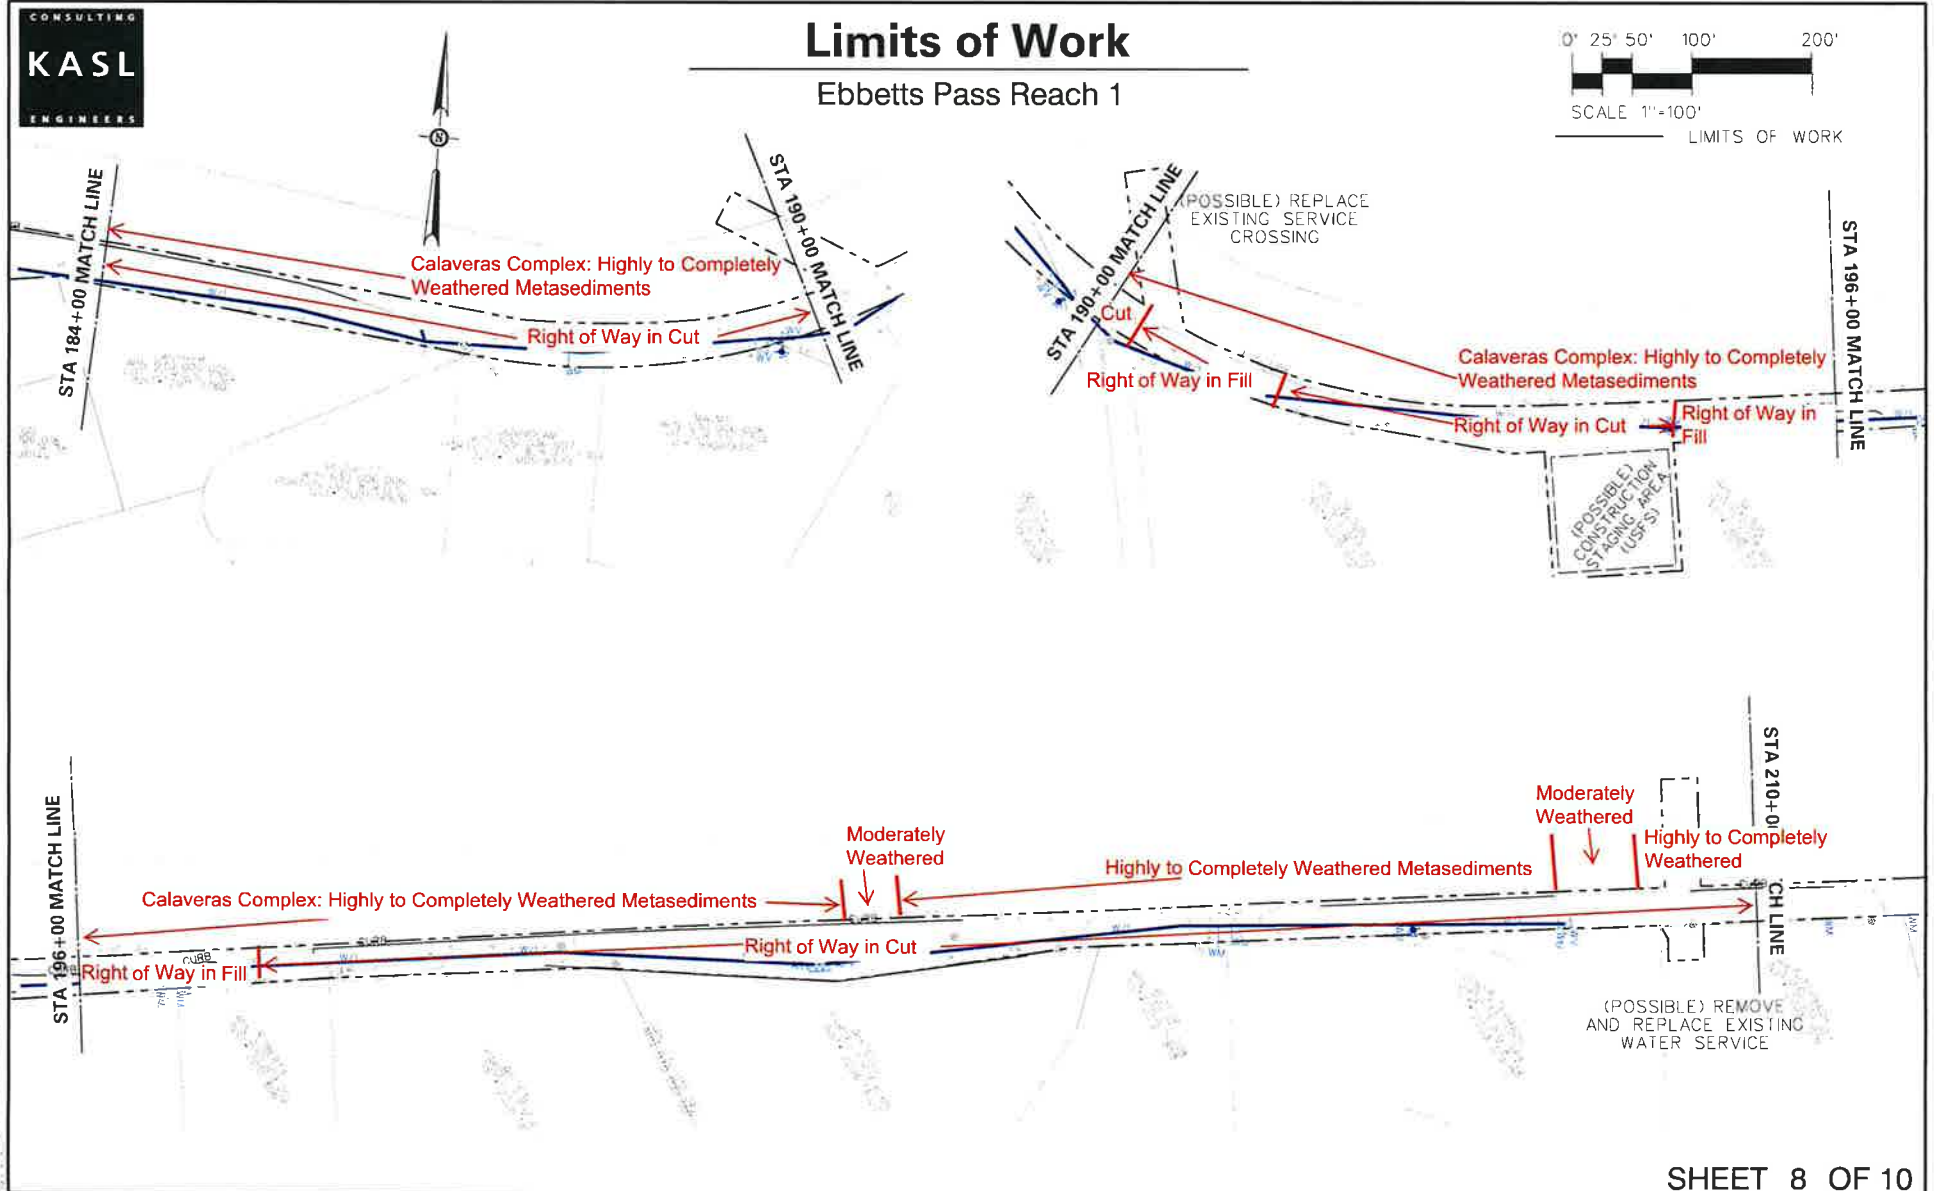 CONSULTING
KASL
ENGINEERS
Limits of Work
Ebbetts Pass Reach 1
0' 25' 50' 100' 200'
SCALE 1"=100'
LIMITS OF WORK
N
STA 184+00 MATCH LINE
Calaveras Complex: Highly to Completely
Weathered Metasediments
Right of Way in Cut
STA 190+00 MATCH LINE
WV
WV
STA 190+00 MATCH LINE
(POSSIBLE) REPLACE
EXISTING SERVICE
CROSSING
Cut
Right of Way in Fill
Calaveras Complex: Highly to Completely
Weathered Metasediments
Right of Way in Cut
Right of Way in
Fill
STA 196+00 MATCH LINE
(POSSIBLE)
CONSTRUCTION
STAGING AREA
(USFS)
STA 196+00 MATCH LINE
Calaveras Complex: Highly to Completely Weathered Metasediments
Moderately
Weathered
Highly to Completely Weathered Metasediments
Moderately
Weathered
Highly to Completely
Weathered
STA 210+0
CH LINE
CURB
CURB
Right of Way in Fill
Right of Way in Cut
WM
WM
WM
(POSSIBLE) REMOVE
AND REPLACE EXISTING
WATER SERVICE
SHEET 8 OF 10